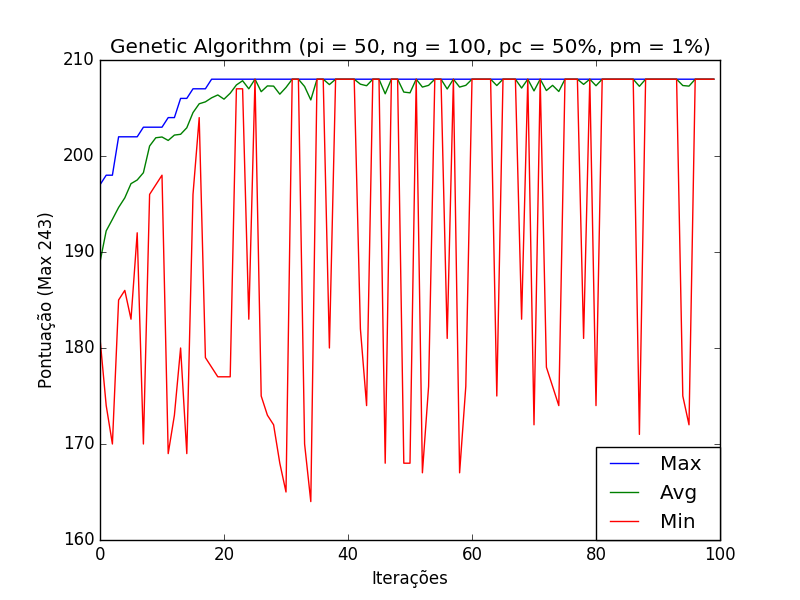 Genetic Algorithm (pi = 50, ng = 100, pc = 50%, pm = 1%)
210
200
190
180
170
160
Pontuação (Max 243)
0 20 40 60 80 100
Iterações
Max
Avg
Min